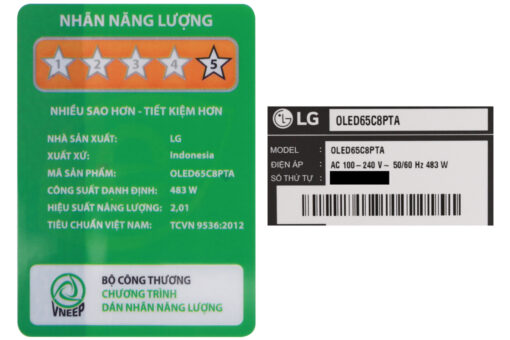 NHÃN NĂNG LƯỢNG
1 2 3 4 5
NHIỀU SAO HƠN - TIẾT KIỆM HƠN
NHÀ SẢN XUẤT: LG
XUẤT XỨ: Indonesia
MÃ SẢN PHẨM: OLED65C8PTA
CÔNG SUẤT DANH ĐỊNH: 483 W
HIỆU SUẤT NĂNG LƯỢNG: 2,01
TIÊU CHUẨN VIỆT NAM: TCVN 9536:2012
VNEEP
BỘ CÔNG THƯƠNG
CHƯƠNG TRÌNH
DÁN NHÃN NĂNG LƯỢNG
LG OLED65C8PTA
MODEL : OLED65C8PTA
ĐIỆN ÁP : AC 100-240 V~ 50/60 Hz 483 W
SỐ THỨ TỰ :